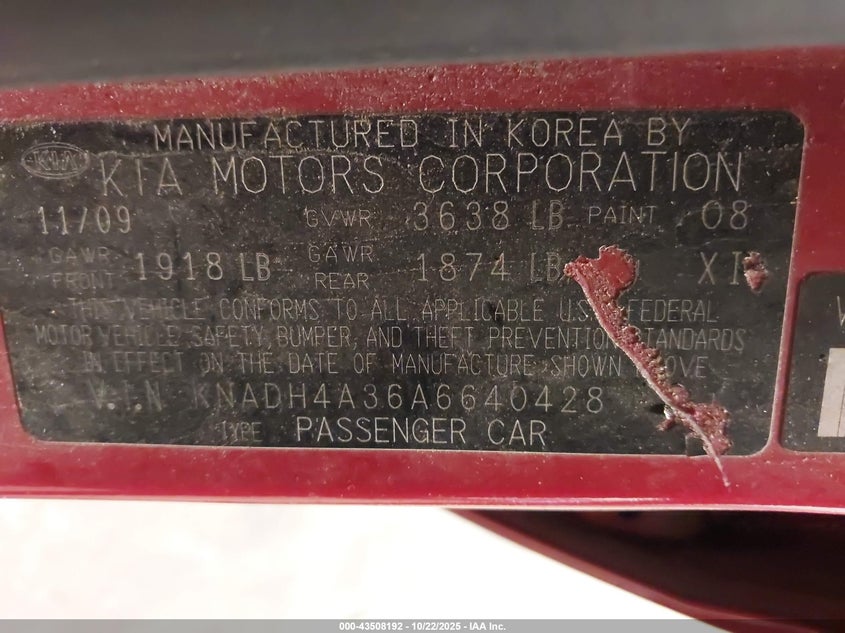 MANUFACTURED IN KOREA BY
KIA KIA MOTORS CORPORATION
11/09 GVWR 3638 LB PAINT 08
GAWR FRONT 1918 LB GAWR REAR 1874 LB XI
THIS VEHICLE CONFORMS TO ALL APPLICABLE U.S. FEDERAL
MOTOR VEHICLE SAFETY, BUMPER, AND THEFT PREVENTION STANDARDS
IN EFFECT ON THE DATE OF MANUFACTURE SHOWN
V.I.N KNADH4A36A6640428
TYPE PASSENGER CAR
000-43508192 - 10/22/2025 - IAA Inc.